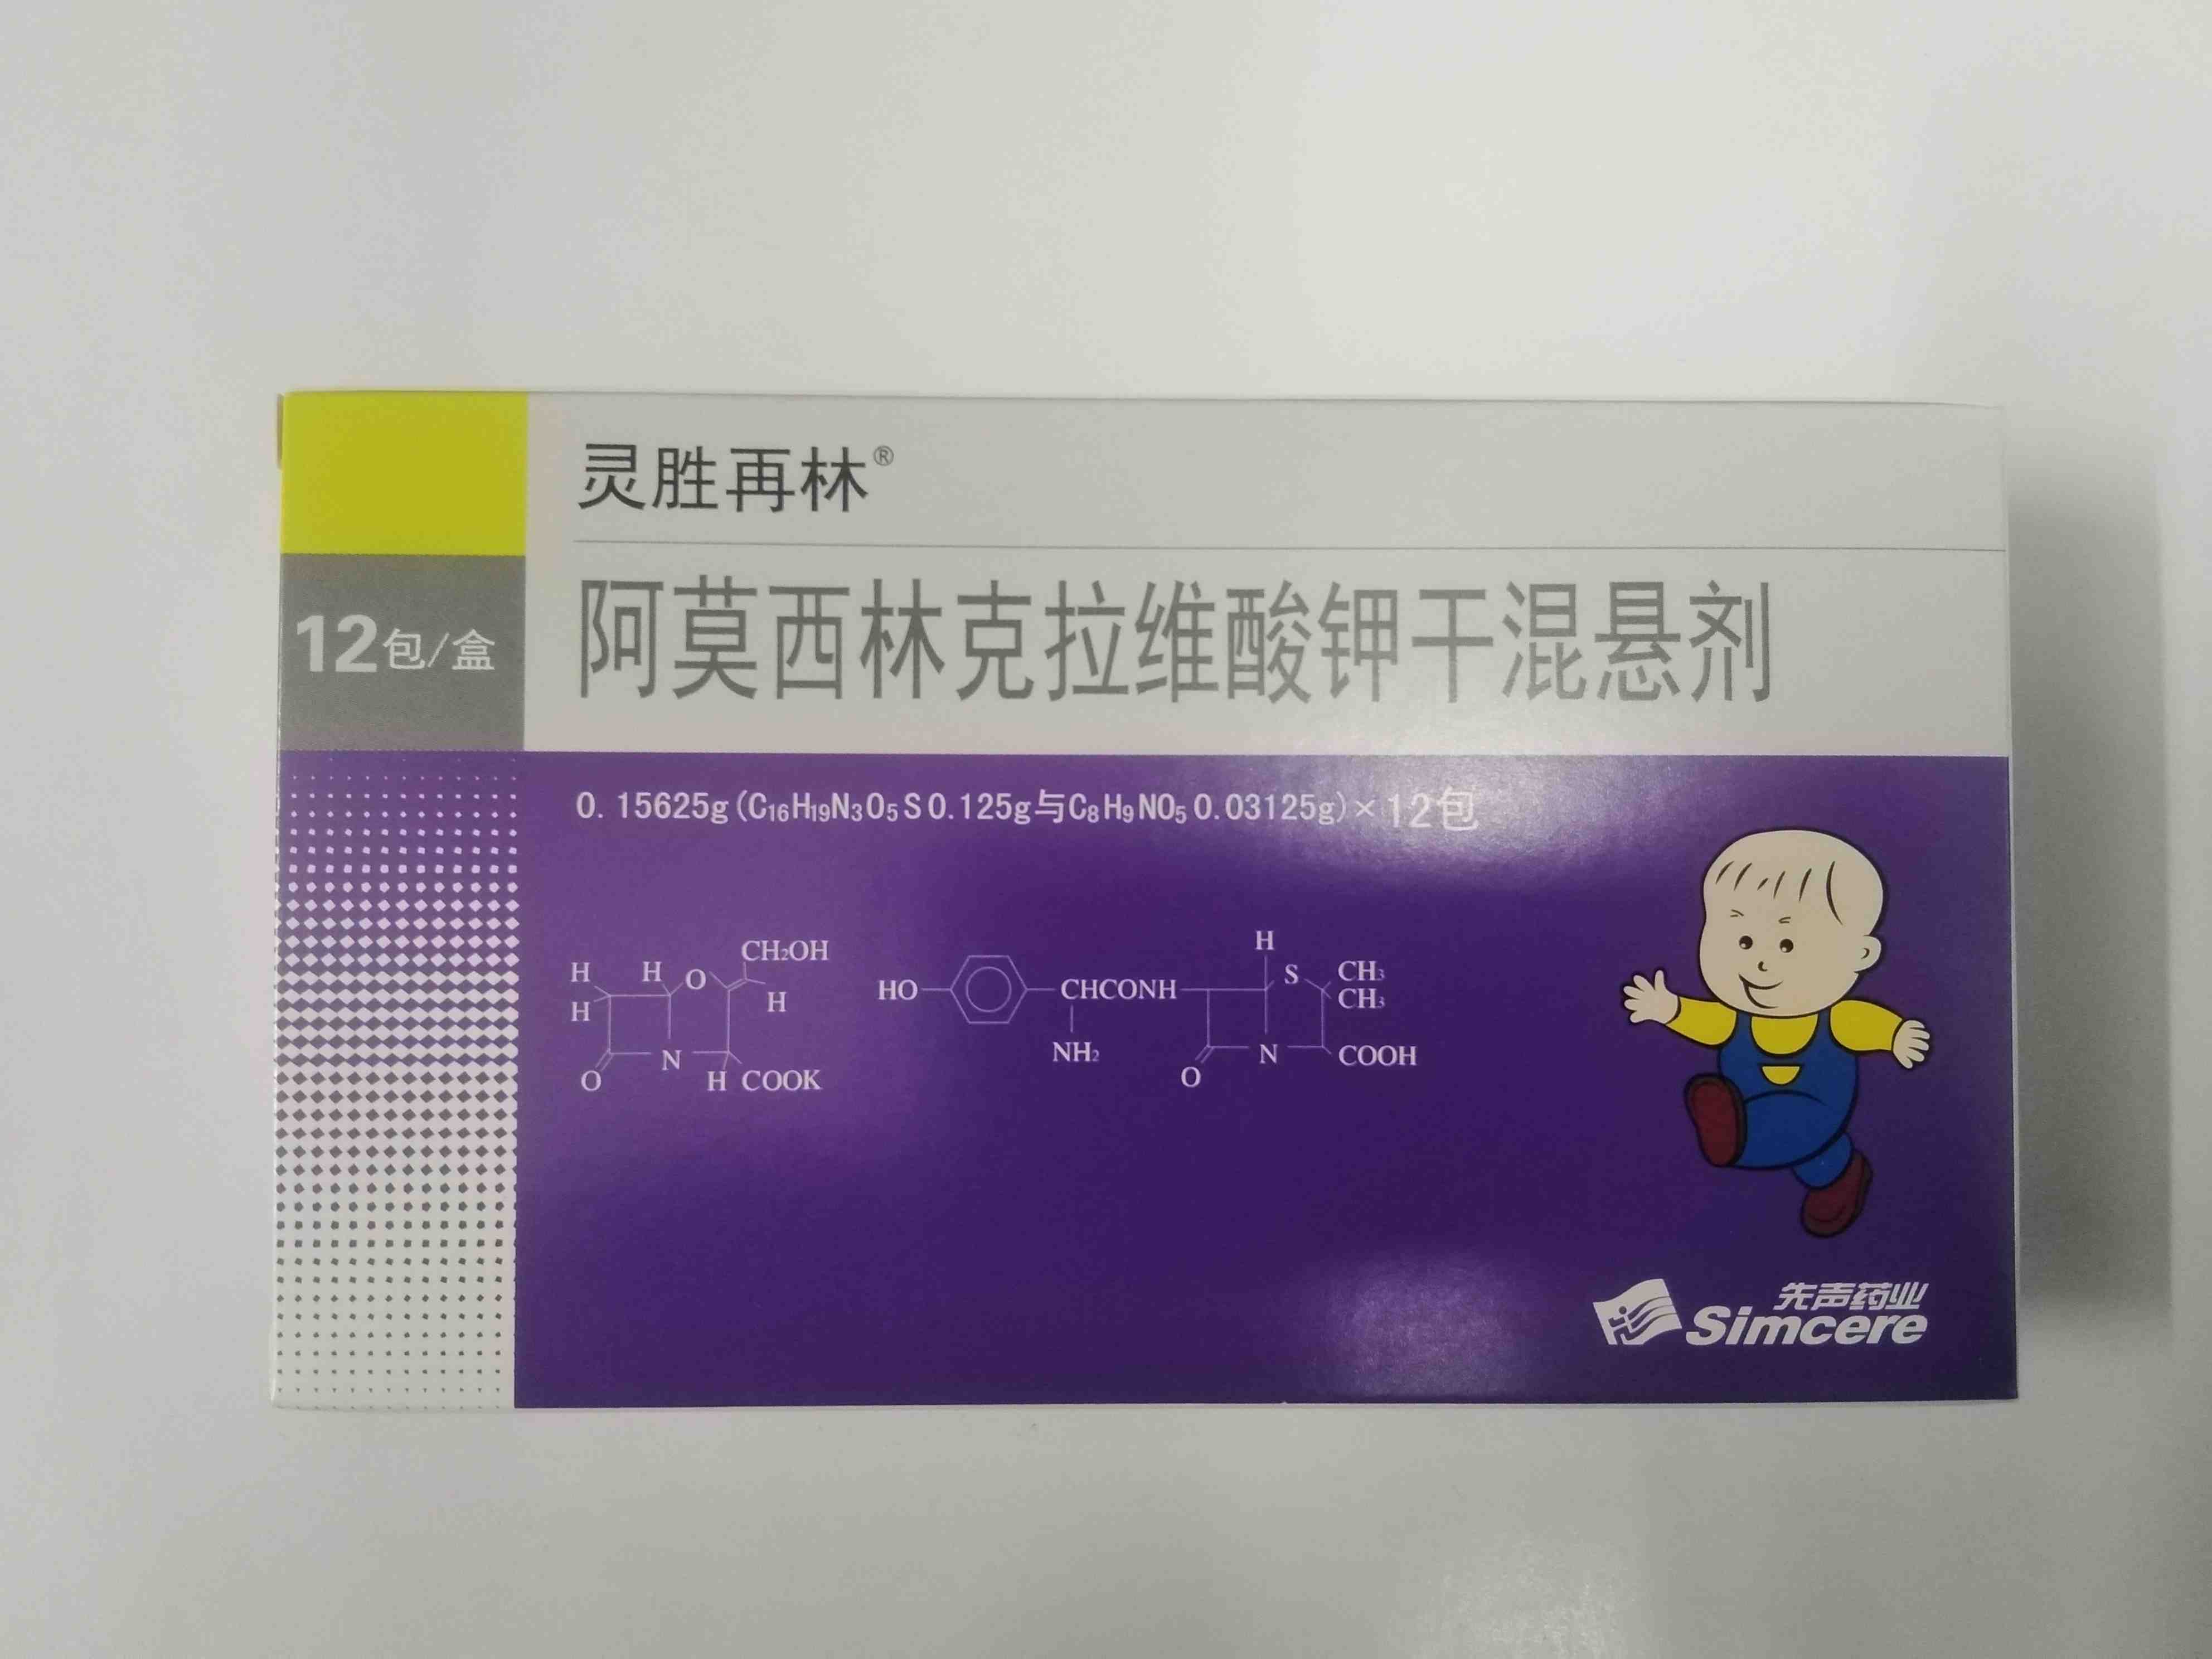 灵胜再林®
阿莫西林克拉维酸钾干混悬剂
12包/盒
0.15625g(C₁₆H₁₉N₃O₅S 0.125g与C₈H₉NO₅ 0.03125g)×12包
CH₂OH
H H O
H H
N
O H COOK
H
HO CHCONH S CH₃
CH₃
NH₂ N COOH
O
先声药业
Simcere